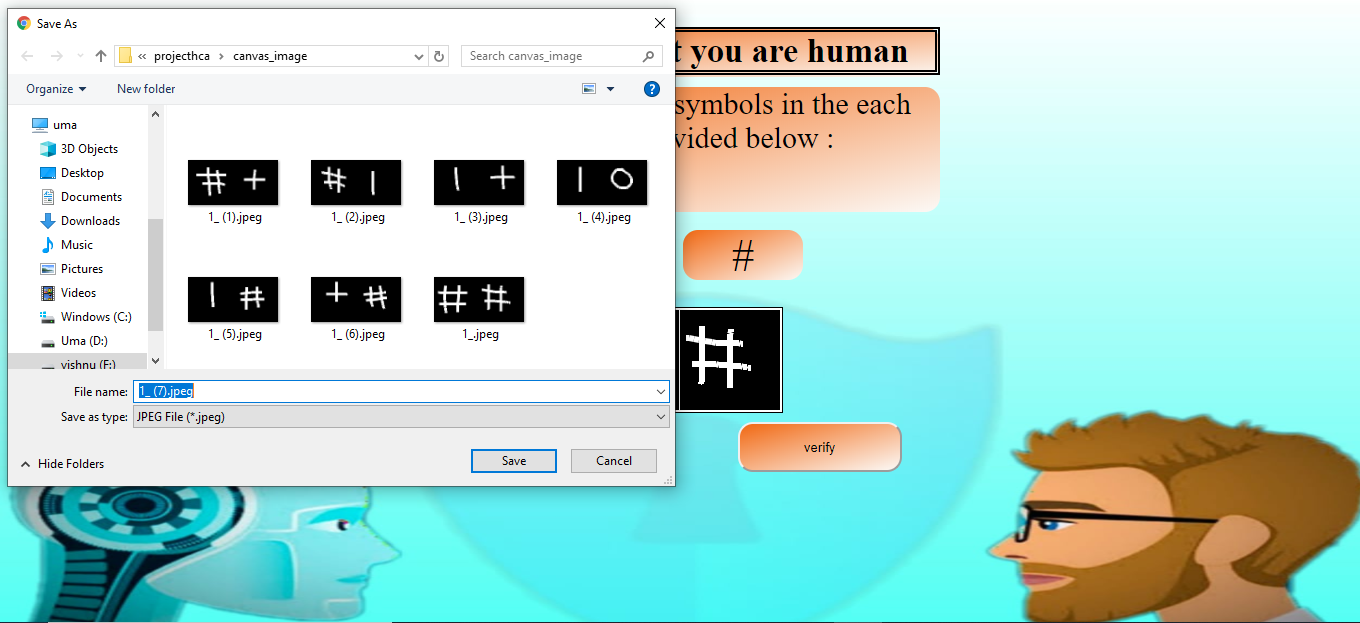 Save As
« projecthca › canvas_image
Search canvas_image
Organize
New folder
?
uma
3D Objects
Desktop
Documents
Downloads
Music
Pictures
Videos
Windows (C:)
Uma (D:)
vishnu (F:)
# +
# |
| +
| O
1_ (1).jpeg
1_ (2).jpeg
1_ (3).jpeg
1_ (4).jpeg
| #
+ #
# #
1_ (5).jpeg
1_ (6).jpeg
1_.jpeg
File name: 1_ (7).jpeg
Save as type: JPEG File (*.jpeg)
Hide Folders
Save
Cancel
t you are human
symbols in the each
vided below :
#
#
verify